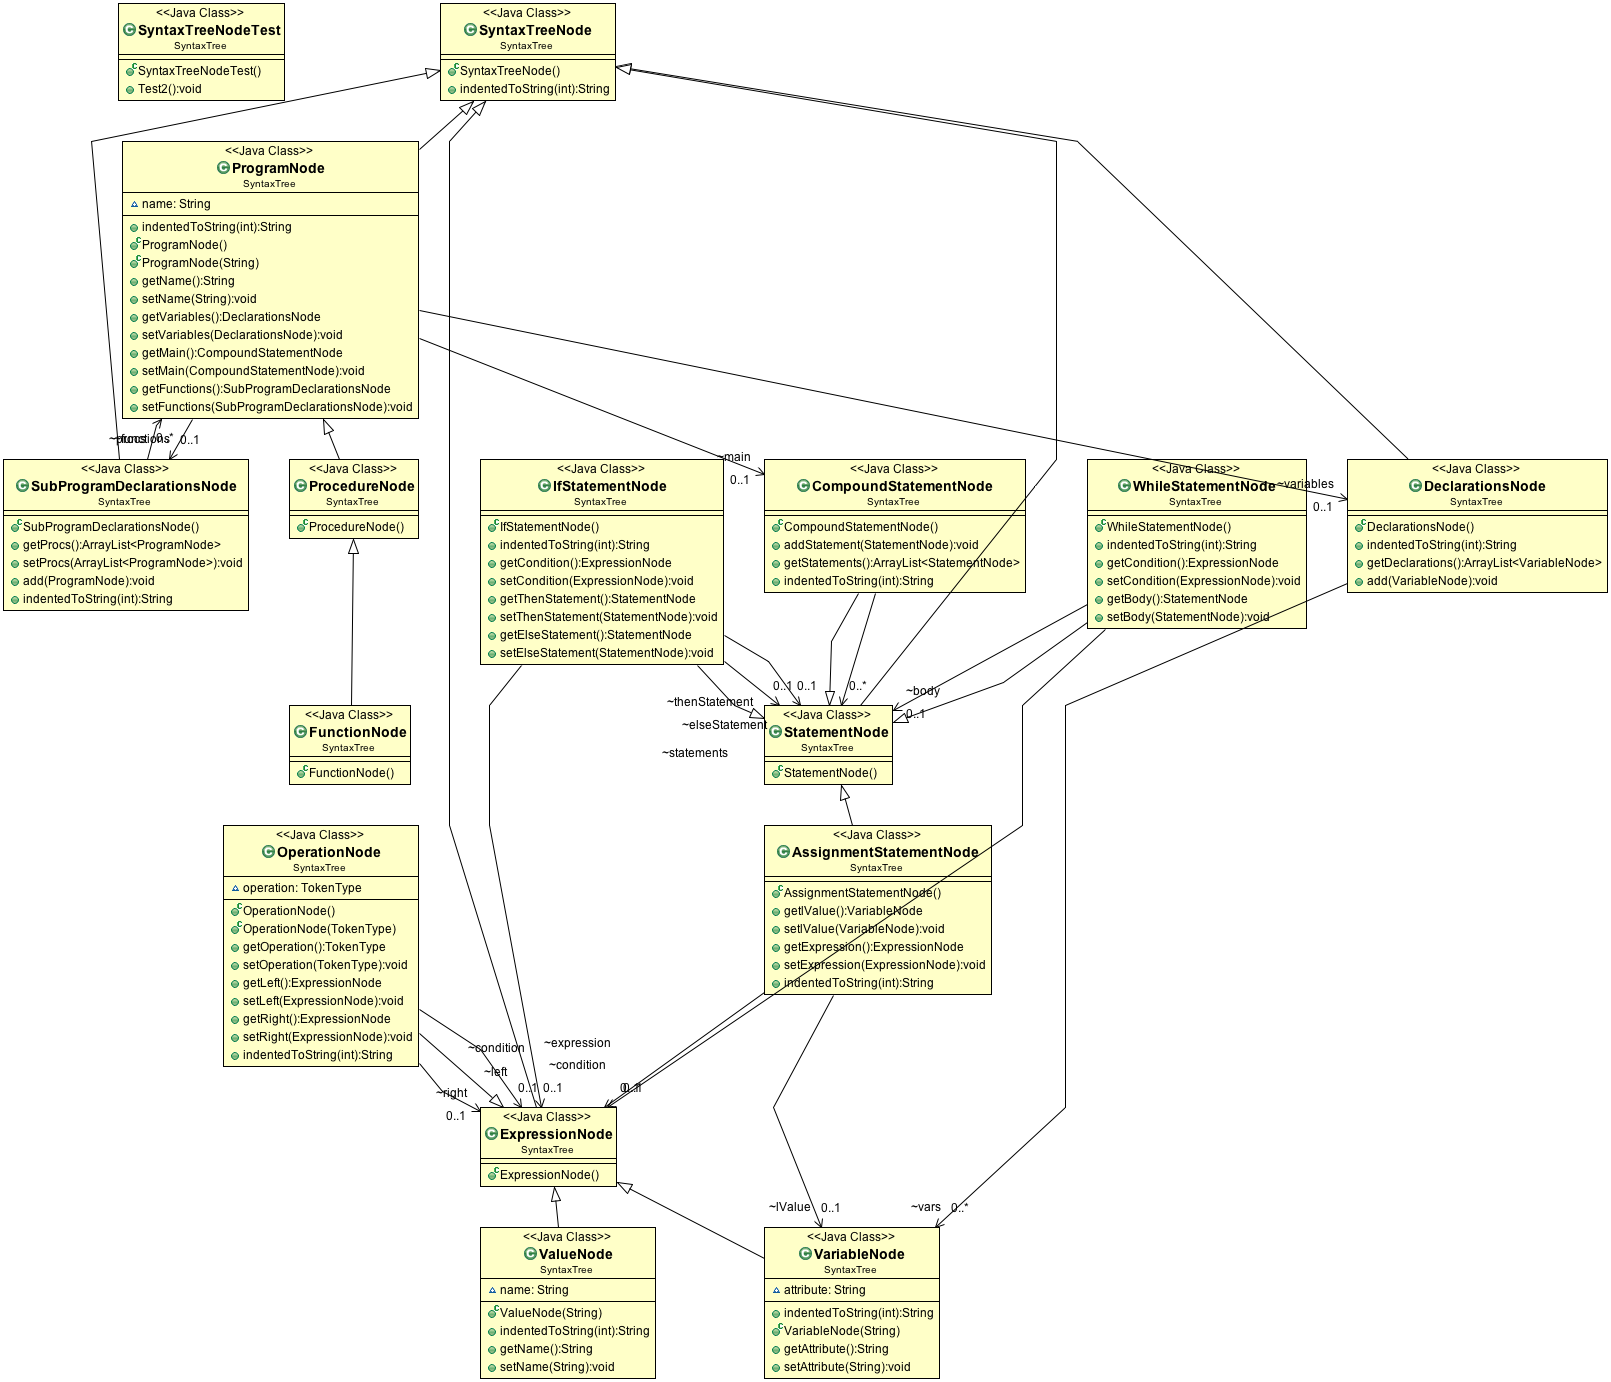 <<Java Class>>
SyntaxTreeNodeTest
SyntaxTree
SyntaxTreeNodeTest()
Test2():void
<<Java Class>>
SyntaxTreeNode
SyntaxTree
SyntaxTreeNode()
indentedToString(int):String
<<Java Class>>
ProgramNode
SyntaxTree
name: String
indentedToString(int):String
ProgramNode()
ProgramNode(String)
getName():String
setName(String):void
getVariables():DeclarationsNode
setVariables(DeclarationsNode):void
getMain():CompoundStatementNode
setMain(CompoundStatementNode):void
getFunctions():SubProgramDeclarationsNode
setFunctions(SubProgramDeclarationsNode):void
~functions
0..1
~main
0..1
~variables
0..1
<<Java Class>>
SubProgramDeclarationsNode
SyntaxTree
SubProgramDeclarationsNode()
getProcs():ArrayList<ProgramNode>
setProcs(ArrayList<ProgramNode>):void
add(ProgramNode):void
indentedToString(int):String
<<Java Class>>
ProcedureNode
SyntaxTree
ProcedureNode()
<<Java Class>>
IfStatementNode
SyntaxTree
IfStatementNode()
indentedToString(int):String
getCondition():ExpressionNode
setCondition(ExpressionNode):void
getThenStatement():StatementNode
setThenStatement(StatementNode):void
getElseStatement():StatementNode
setElseStatement(StatementNode):void
<<Java Class>>
CompoundStatementNode
SyntaxTree
CompoundStatementNode()
addStatement(StatementNode):void
getStatements():ArrayList<StatementNode>
indentedToString(int):String
<<Java Class>>
WhileStatementNode
SyntaxTree
WhileStatementNode()
indentedToString(int):String
getCondition():ExpressionNode
setCondition(ExpressionNode):void
getBody():StatementNode
setBody(StatementNode):void
<<Java Class>>
DeclarationsNode
SyntaxTree
DeclarationsNode()
indentedToString(int):String
getDeclarations():ArrayList<VariableNode>
add(VariableNode):void
0..1
0..1
0..*
~thenStatement
~elseStatement
~statements
~body
0..1
<<Java Class>>
FunctionNode
SyntaxTree
FunctionNode()
<<Java Class>>
StatementNode
SyntaxTree
StatementNode()
<<Java Class>>
OperationNode
SyntaxTree
operation: TokenType
OperationNode()
OperationNode(TokenType)
getOperation():TokenType
setOperation(TokenType):void
getLeft():ExpressionNode
setLeft(ExpressionNode):void
getRight():ExpressionNode
setRight(ExpressionNode):void
indentedToString(int):String
<<Java Class>>
AssignmentStatementNode
SyntaxTree
AssignmentStatementNode()
getlValue():VariableNode
setlValue(VariableNode):void
getExpression():ExpressionNode
setExpression(ExpressionNode):void
indentedToString(int):String
~condition
~expression
~condition
~left
~right
0..1
0..1
0..1
<<Java Class>>
ExpressionNode
SyntaxTree
ExpressionNode()
~lValue
0..1
~vars
0..*
<<Java Class>>
ValueNode
SyntaxTree
name: String
ValueNode(String)
indentedToString(int):String
getName():String
setName(String):void
<<Java Class>>
VariableNode
SyntaxTree
attribute: String
indentedToString(int):String
VariableNode(String)
getAttribute():String
setAttribute(String):void